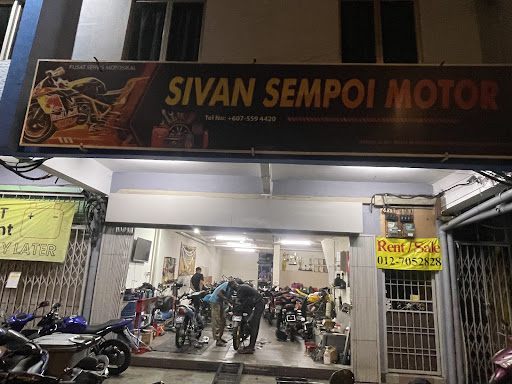 PUSAT SERVIS MOTOSIKAL
SIVAN SEMPOI MOTOR
Tel No: +607-559 4420
Rent / Sale
012-7052828
Y LATER